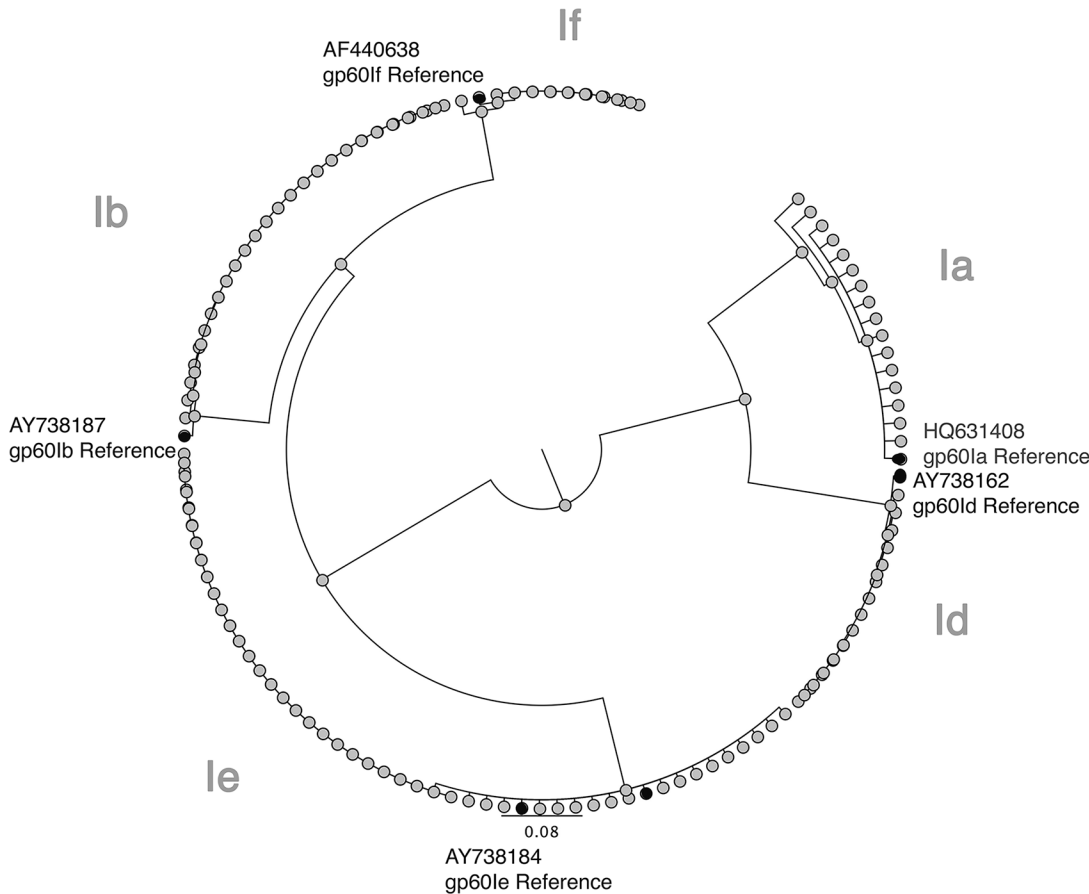 If
AF440638
gp60If Reference
Ib
Ia
AY738187
gp60Ib Reference
HQ631408
gp60Ia Reference
AY738162
gp60Id Reference
Id
Ie
0.08
AY738184
gp60Ie Reference